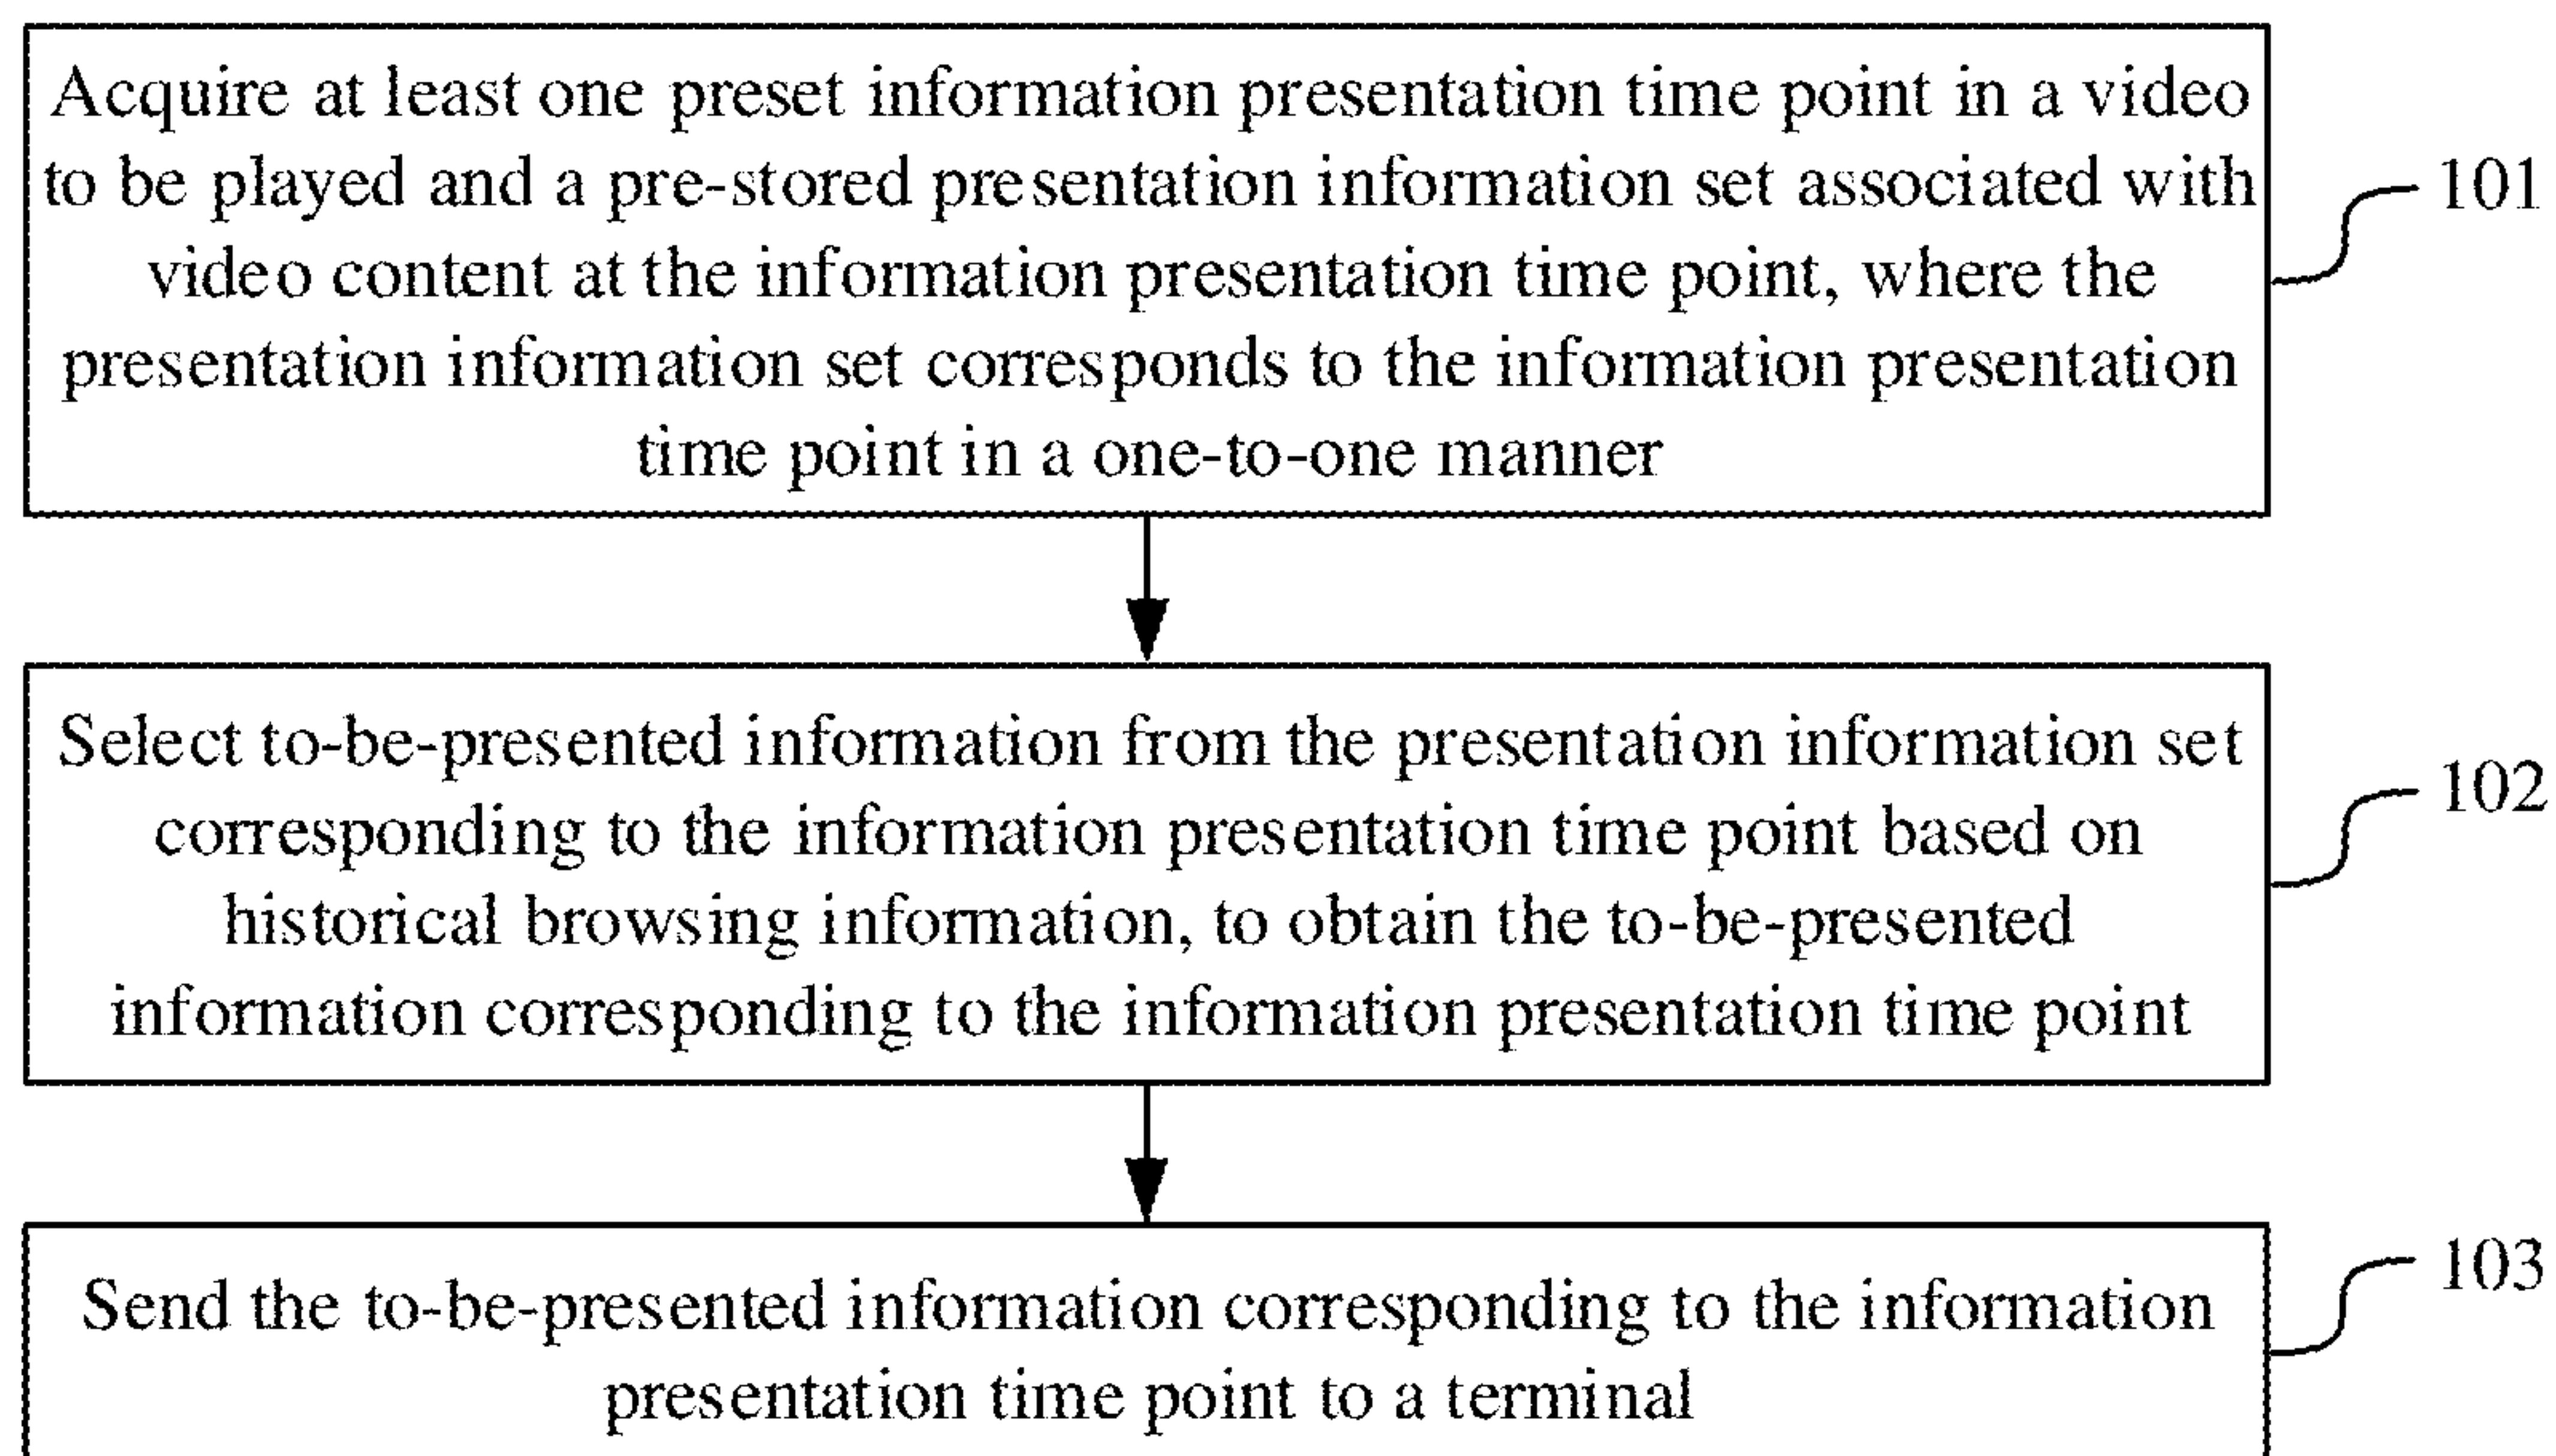 Acquire at least one preset information presentation time point in a video
to be played and a pre-stored presentation information set associated with
video content at the information presentation time point, where the
presentation information set corresponds to the information presentation
time point in a one-to-one manner
101
Select to-be-presented information from the presentation information set
corresponding to the information presentation time point based on
historical browsing information, to obtain the to-be-presented
information corresponding to the information presentation time point
102
Send the to-be-presented information corresponding to the information
presentation time point to a terminal
103